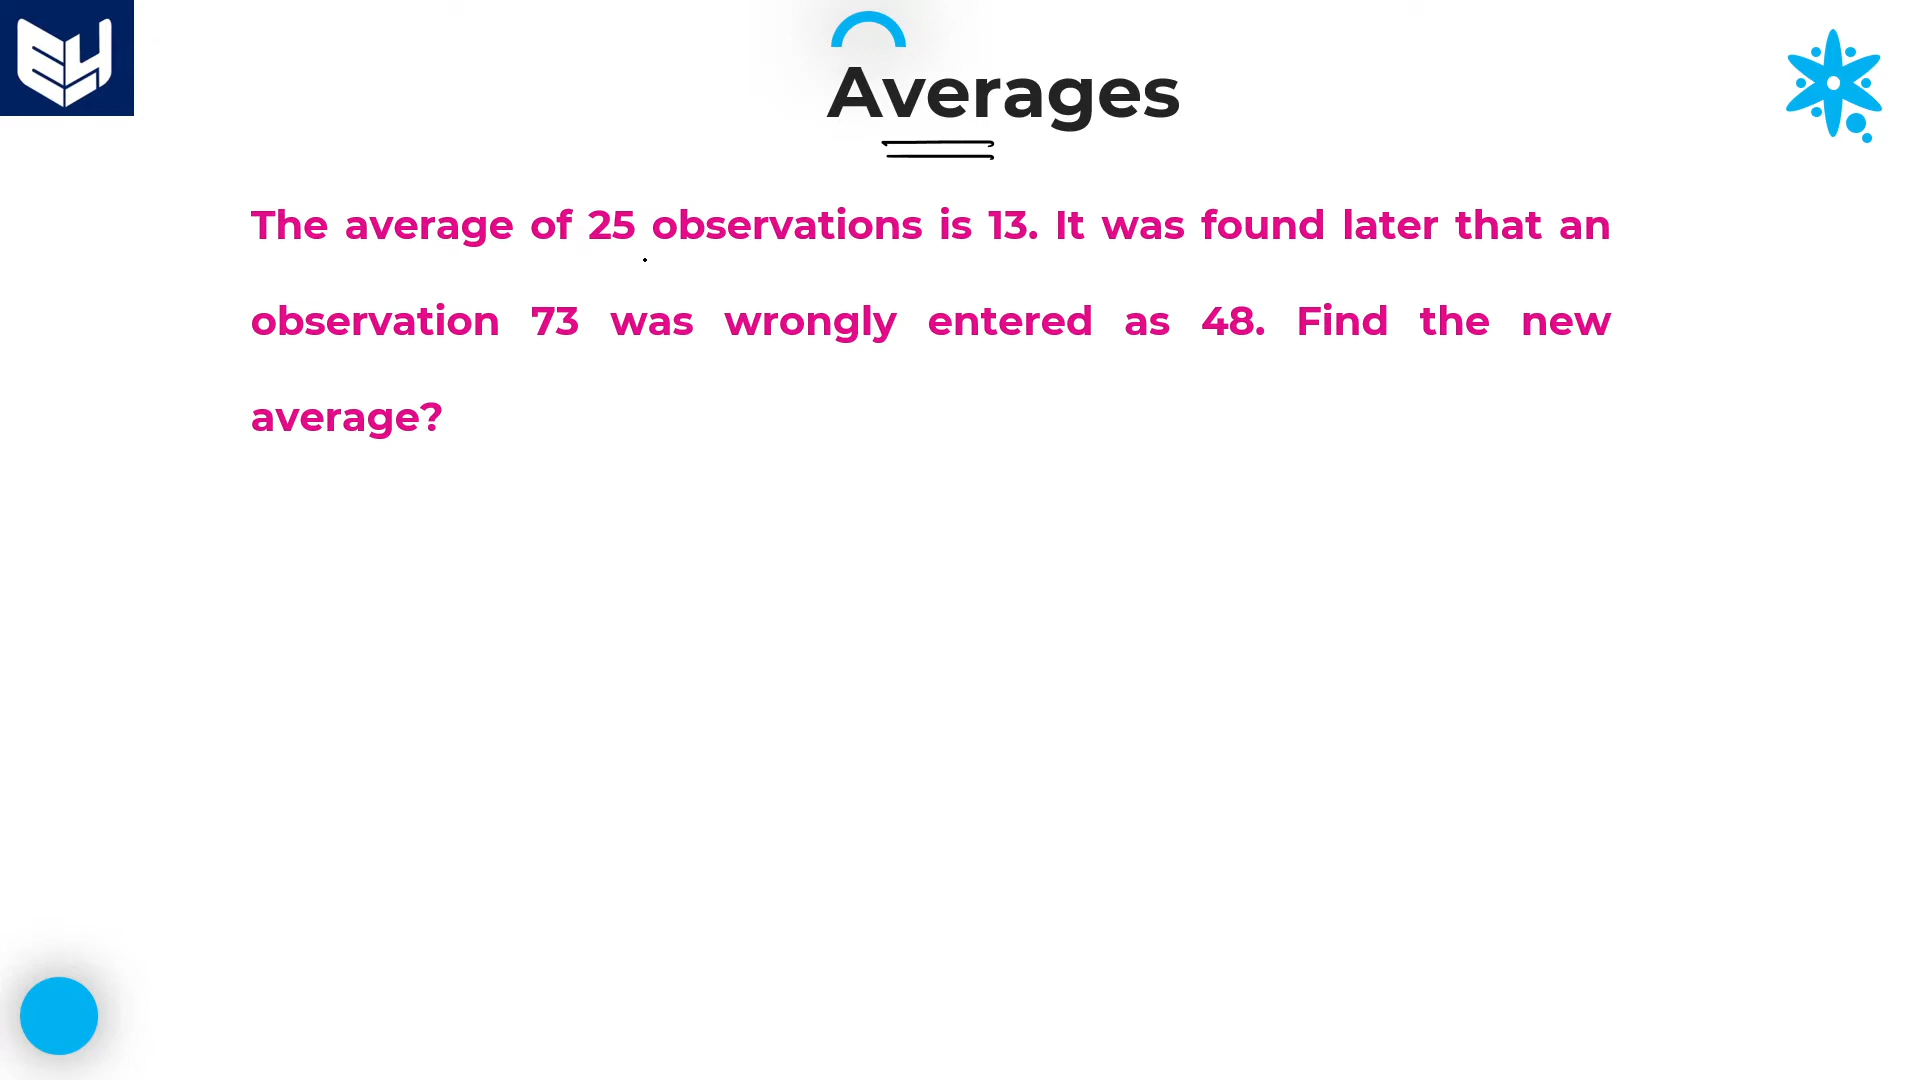 Averages
The average of 25 observations is 13. It was found later that an
observation 73 was wrongly entered as 48. Find the new
average?